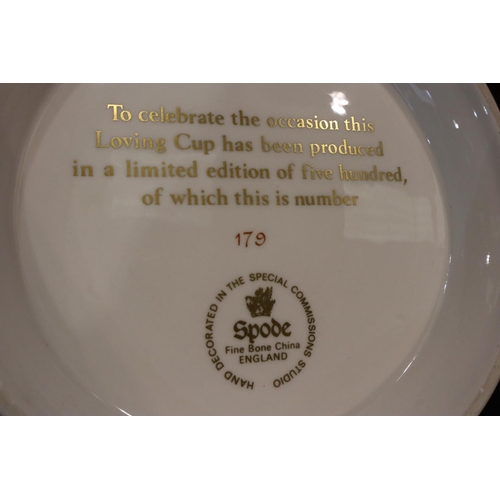 To celebrate the occasion this
Loving Cup has been produced
in a limited edition of five hundred,
of which this is number
179
HAND DECORATED IN THE SPECIAL COMMISSIONS STUDIO
Spode
Fine Bone China
ENGLAND